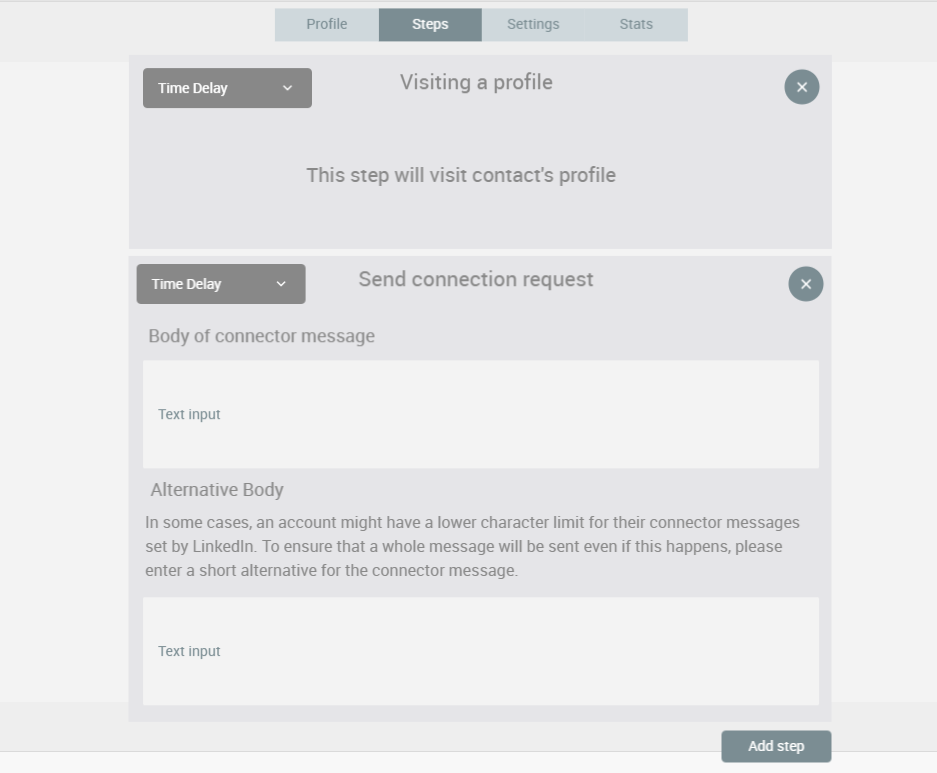 Profile Steps Settings Stats
Time Delay Visiting a profile
This step will visit contact's profile
Time Delay Send connection request
Body of connector message
Text input
Alternative Body
In some cases, an account might have a lower character limit for their connector messages
set by LinkedIn. To ensure that a whole message will be sent even if this happens, please
enter a short alternative for the connector message.
Text input
Add step